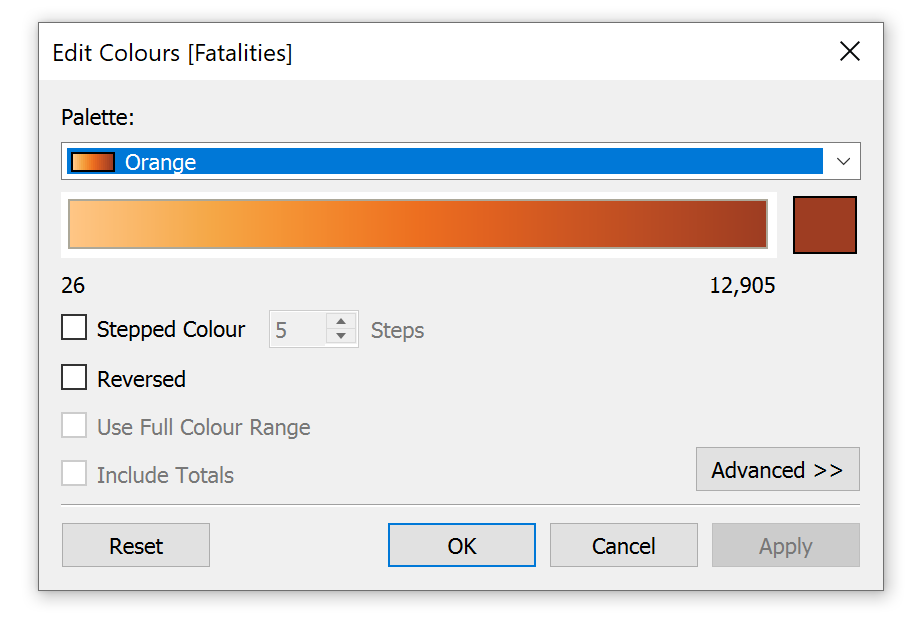 Edit Colours [Fatalities]
Palette:
Orange
26 12,905
Stepped Colour 5 Steps
Reversed
Use Full Colour Range
Include Totals
Advanced >>
Reset OK Cancel Apply